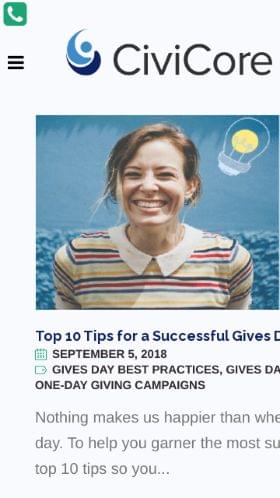 CiviCore
Top 10 Tips for a Successful Gives D
SEPTEMBER 5, 2018
GIVES DAY BEST PRACTICES, GIVES DA
ONE-DAY GIVING CAMPAIGNS
Nothing makes us happier than whe
day. To help you garner the most su
top 10 tips so you...